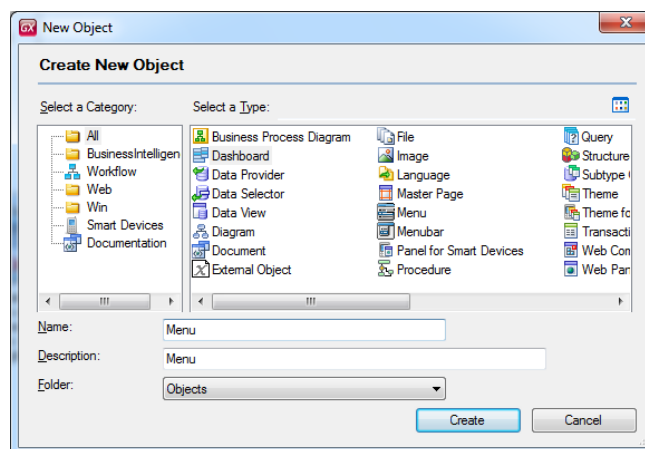 New Object
Create New Object
Select a Category:
Select a Type:
All
BusinessIntelligen
Workflow
Web
Win
Smart Devices
Documentation
Business Process Diagram
Dashboard
Data Provider
Data Selector
Data View
Diagram
Document
External Object
File
Image
Language
Master Page
Menu
Menubar
Panel for Smart Devices
Procedure
Query
Structure
Subtype
Theme
Theme fo
Transacti
Web Com
Web Pan
Name:
Menu
Description:
Menu
Folder:
Objects
Create
Cancel